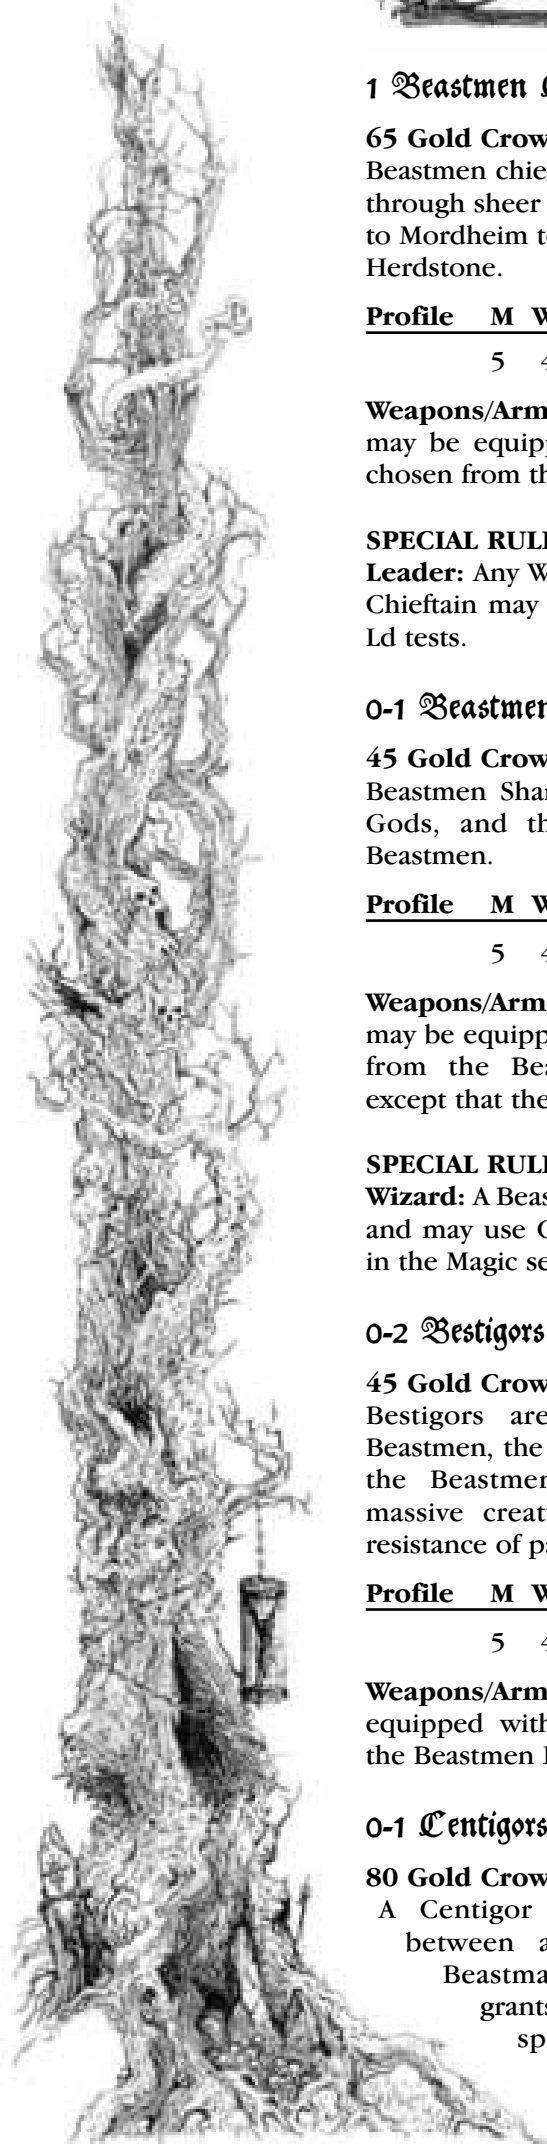 1 Beastmen
65 Gold Crow
Beastmen chie
through sheer
to Mordheim t
Herdstone.
Profile M W
5 4
Weapons/Arm
may be equip
chosen from th
SPECIAL RUL
Leader: Any W
Chieftain may
Ld tests.
0-1 Beastmen
45 Gold Crow
Beastmen Sha
Gods, and th
Beastmen.
Profile M W
5 4
Weapons/Arm
may be equipp
from the Bea
except that the
SPECIAL RUL
Wizard: A Beas
and may use C
in the Magic se
0-2 Bestigors
45 Gold Crow
Bestigors are
Beastmen, the
the Beastmen
massive creat
resistance of pa
Profile M W
5 4
Weapons/Arm
equipped with
the Beastmen
0-1 Centigors
80 Gold Crow
A Centigor
between a
Beastma
grants
sp